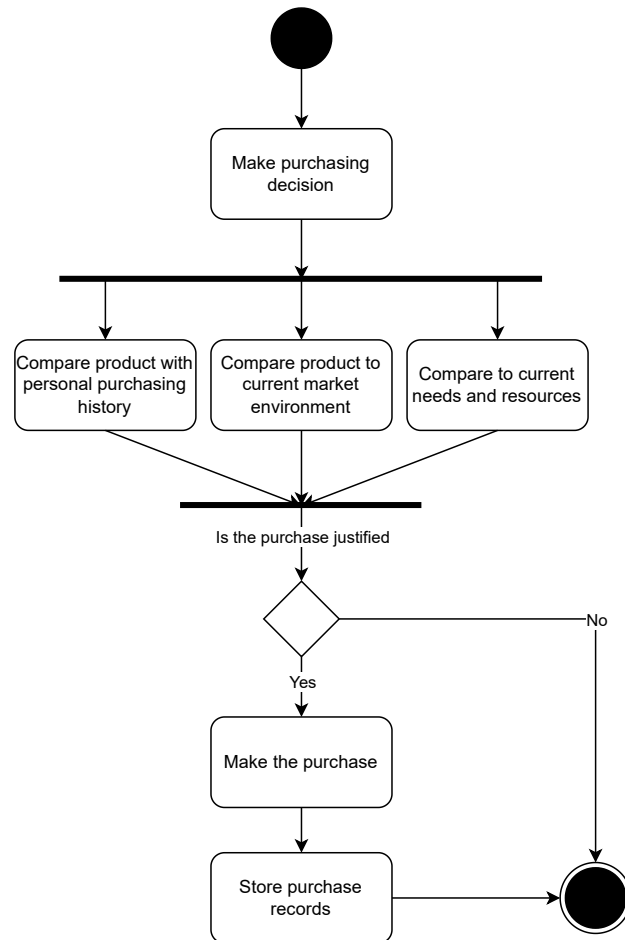 Make purchasing
decision
Compare product with
personal purchasing
history
Compare product to
current market
environment
Compare to current
needs and resources
Is the purchase justified
No
Yes
Make the purchase
Store purchase
records